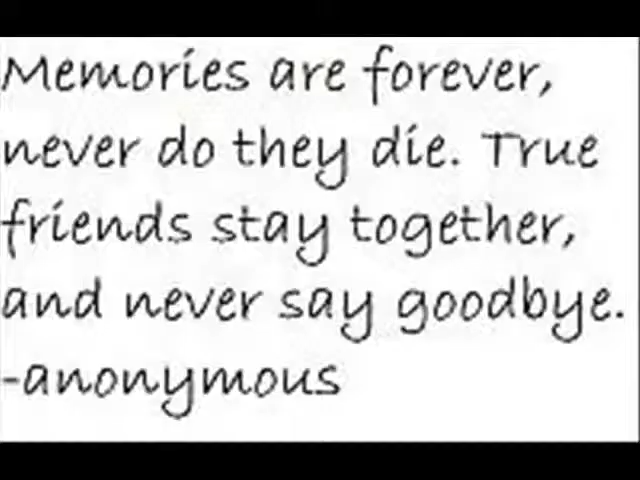 Memories are forever,
never do they die. True
friends stay together,
and never say goodbye.
-anonymous